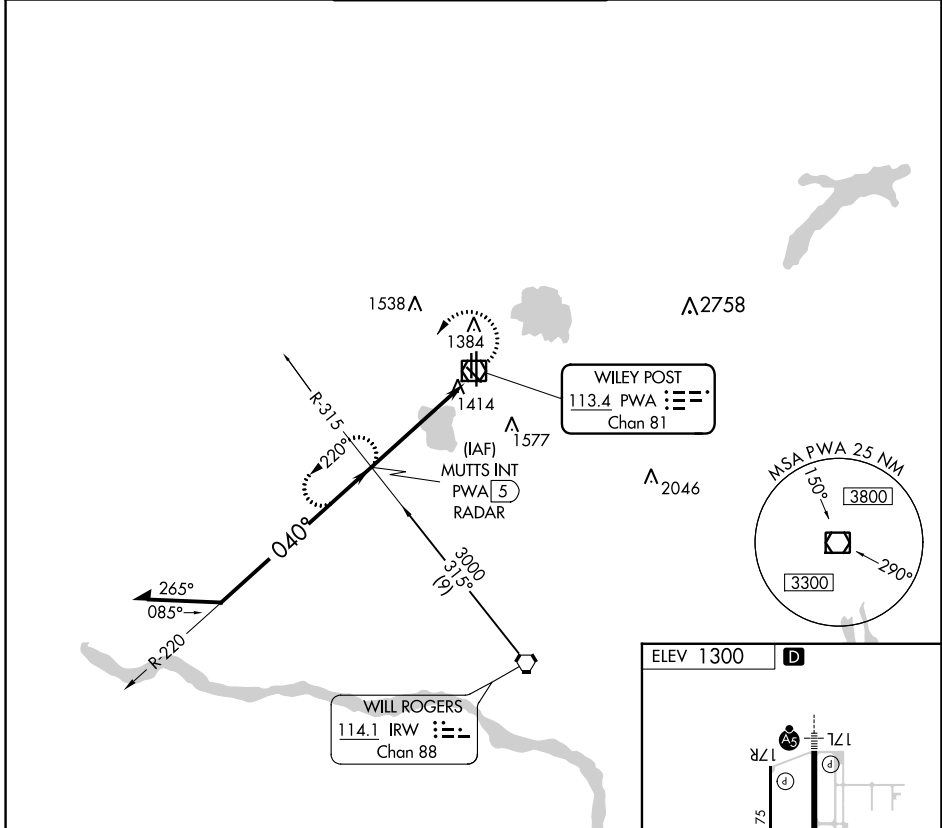 1538
2758
1384
WILEY POST
113.4 PWA
Chan 81
1414
1577
R-315
220°
(IAF)
MUTTS INT
PWA 5
RADAR
2046
MSA PWA 25 NM
150°
3800
3300
290°
040°
3000
315°
(9)
265°
085°
R-220
WILL ROGERS
114.1 IRW
Chan 88
ELEV 1300 D
A5
17R
17L
P
P
75